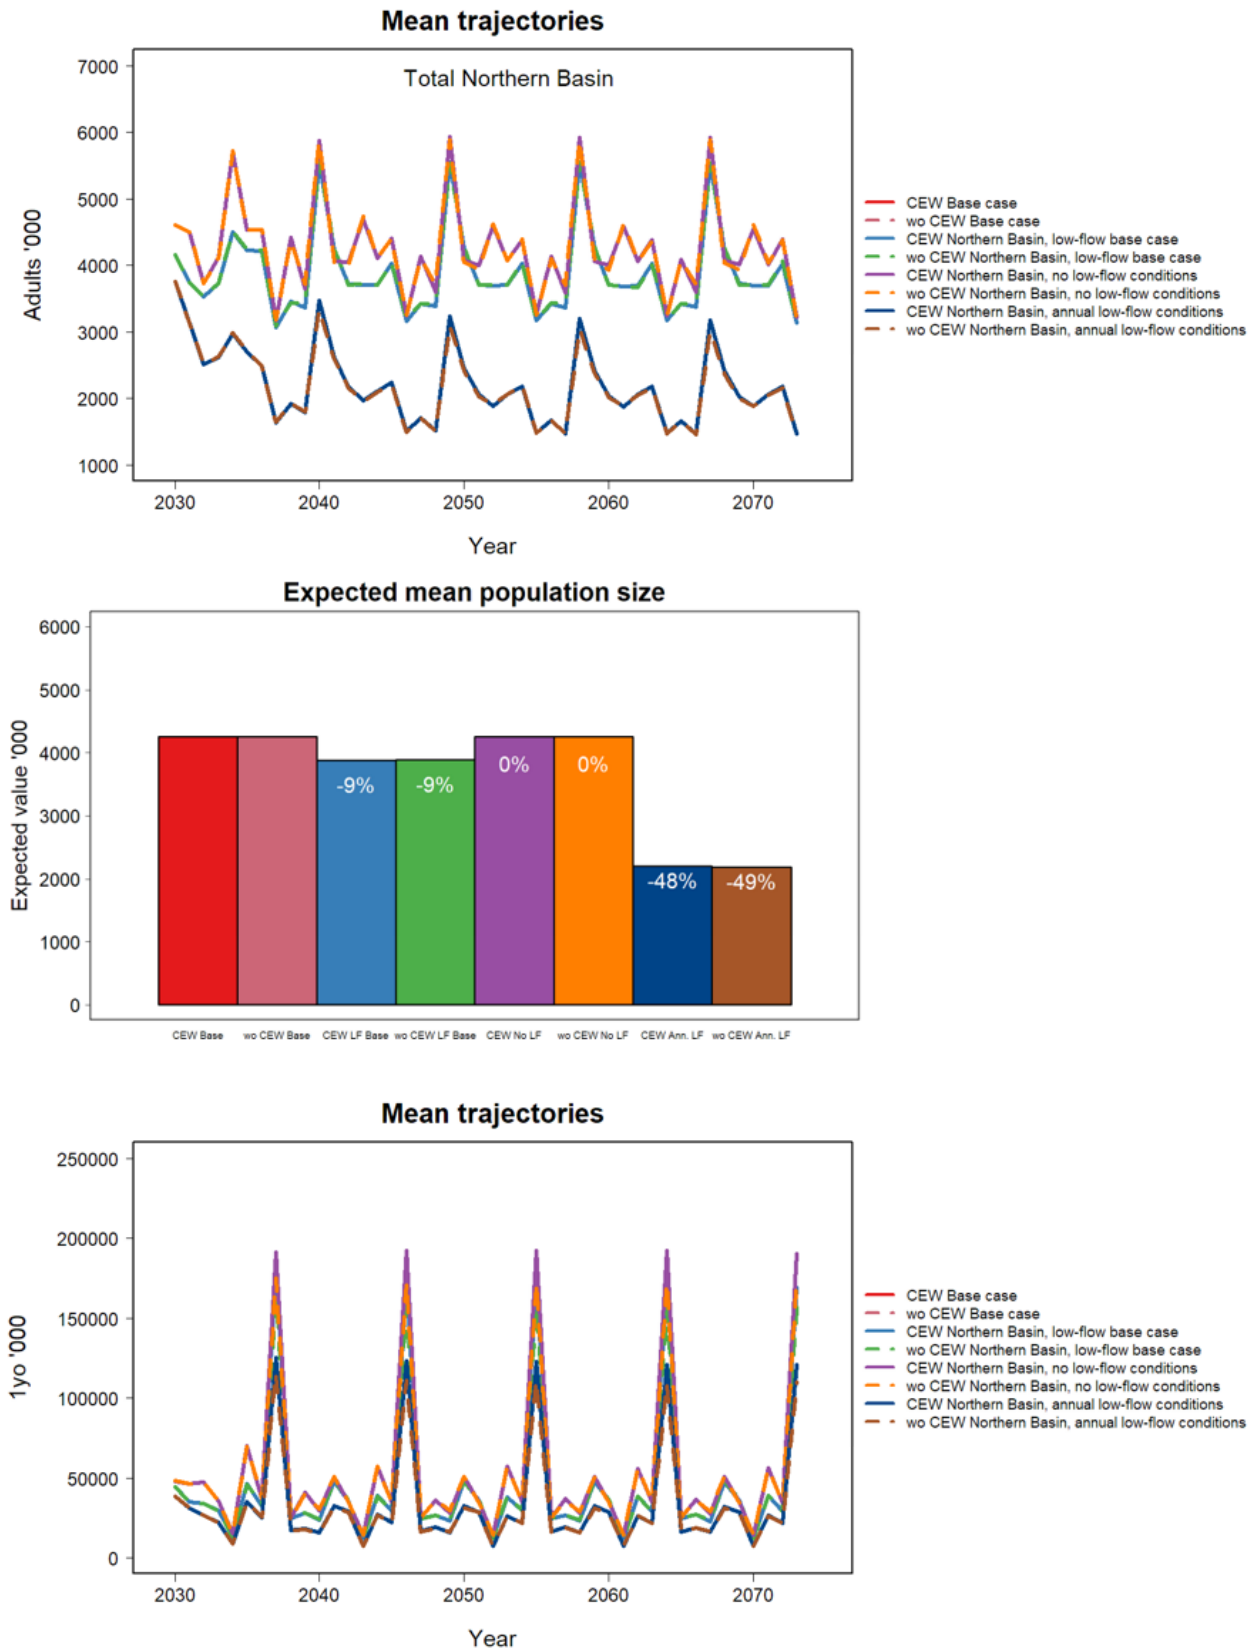 Mean trajectories
Total Northern Basin
7000
6000
5000
4000
3000
2000
1000
Adults '000
2030 2040 2050 2060 2070
Year
CEW Base case
wo CEW Base case
CEW Northern Basin, low-flow base case
wo CEW Northern Basin, low-flow base case
CEW Northern Basin, no low-flow conditions
wo CEW Northern Basin, no low-flow conditions
CEW Northern Basin, annual low-flow conditions
wo CEW Northern Basin, annual low-flow conditions
Expected mean population size
6000
5000
4000
3000
2000
1000
0
Expected value '000
-9% -9% 0% 0% -48% -49%
CEW Base wo CEW Base CEW LF Base wo CEW LF Base CEW No LF wo CEW No LF CEW Ann. LF wo CEW Ann. LF
Mean trajectories
250000
200000
150000
100000
50000
0
1yo '000
2030 2040 2050 2060 2070
Year
CEW Base case
wo CEW Base case
CEW Northern Basin, low-flow base case
wo CEW Northern Basin, low-flow base case
CEW Northern Basin, no low-flow conditions
wo CEW Northern Basin, no low-flow conditions
CEW Northern Basin, annual low-flow conditions
wo CEW Northern Basin, annual low-flow conditions